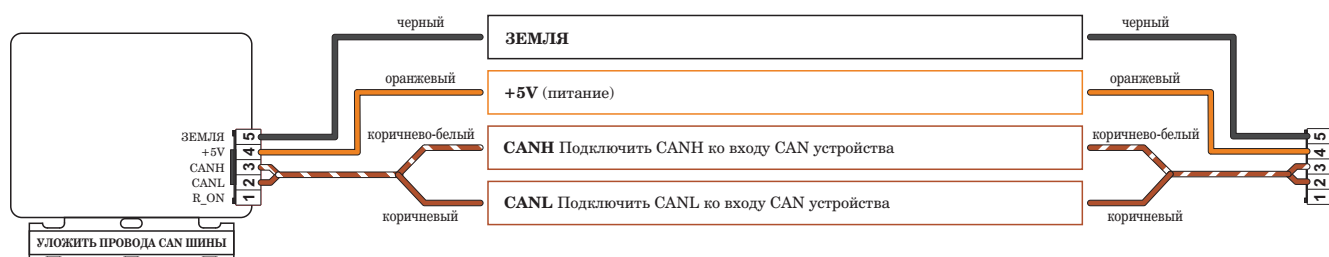 черный
ЗЕМЛЯ
черный
оранжевый
+5V (питание)
оранжевый
ЗЕМЛЯ 5
+5V 4
CANH 3
CANL 2
R_ON 1
коричнево-белый
CANH Подключить CANH ко входу CAN устройства
коричнево-белый
5
4
3
2
1
коричневый
CANL Подключить CANL ко входу CAN устройства
коричневый
УЛОЖИТЬ ПРОВОДА CAN ШИНЫ